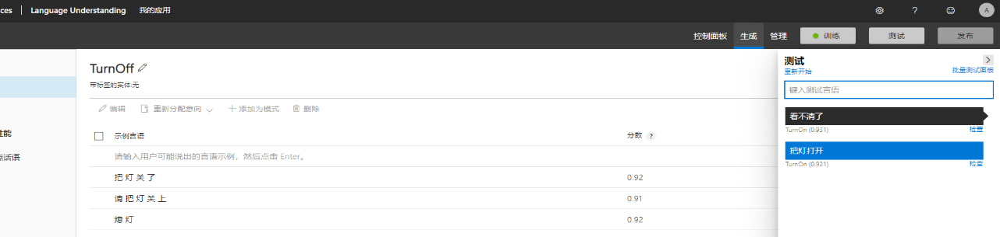 ces Language Understanding 我的应用 ? A
控制面板 生成 管理 训练 测试 发布
TurnOff
带标签的实体:无
编辑 重新分配意向 添加为模式 删除
示例言语 分数 ?
请输入用户可能说出的言语示例，然后点击 Enter。
把 灯 关 了 0.92
请 把 灯 关 上 0.91
熄 灯 0.92
性能
点话语
测试
重新开始 批量测试面板
键入测试言语
看不清了
TurnOn (0.931) 检查
把灯打开
TurnOn (0.921) 检查